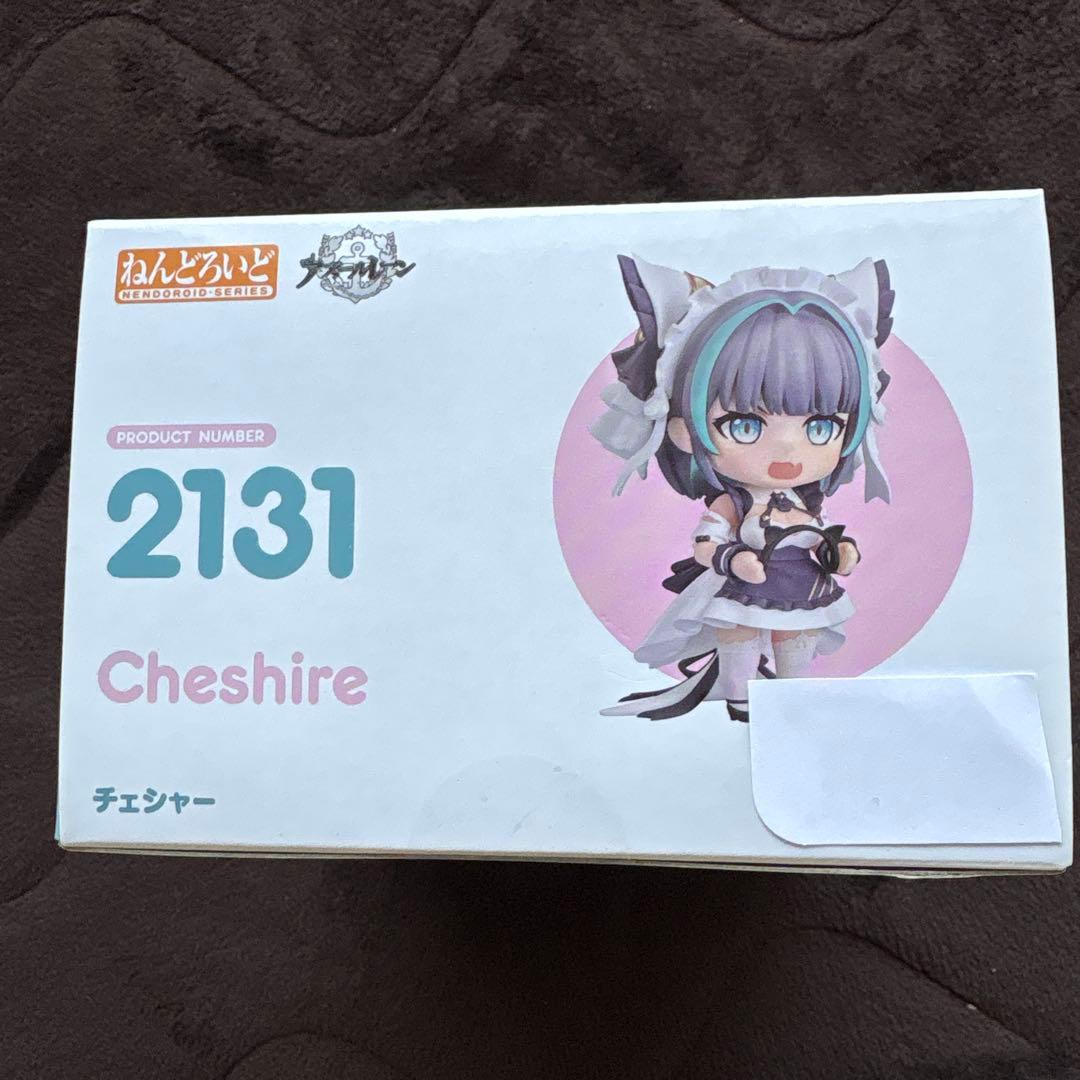 ねんどろいど
NENDOROID·SERIES
アズールレーン
PRODUCT NUMBER
2131
Cheshire
チェシャー